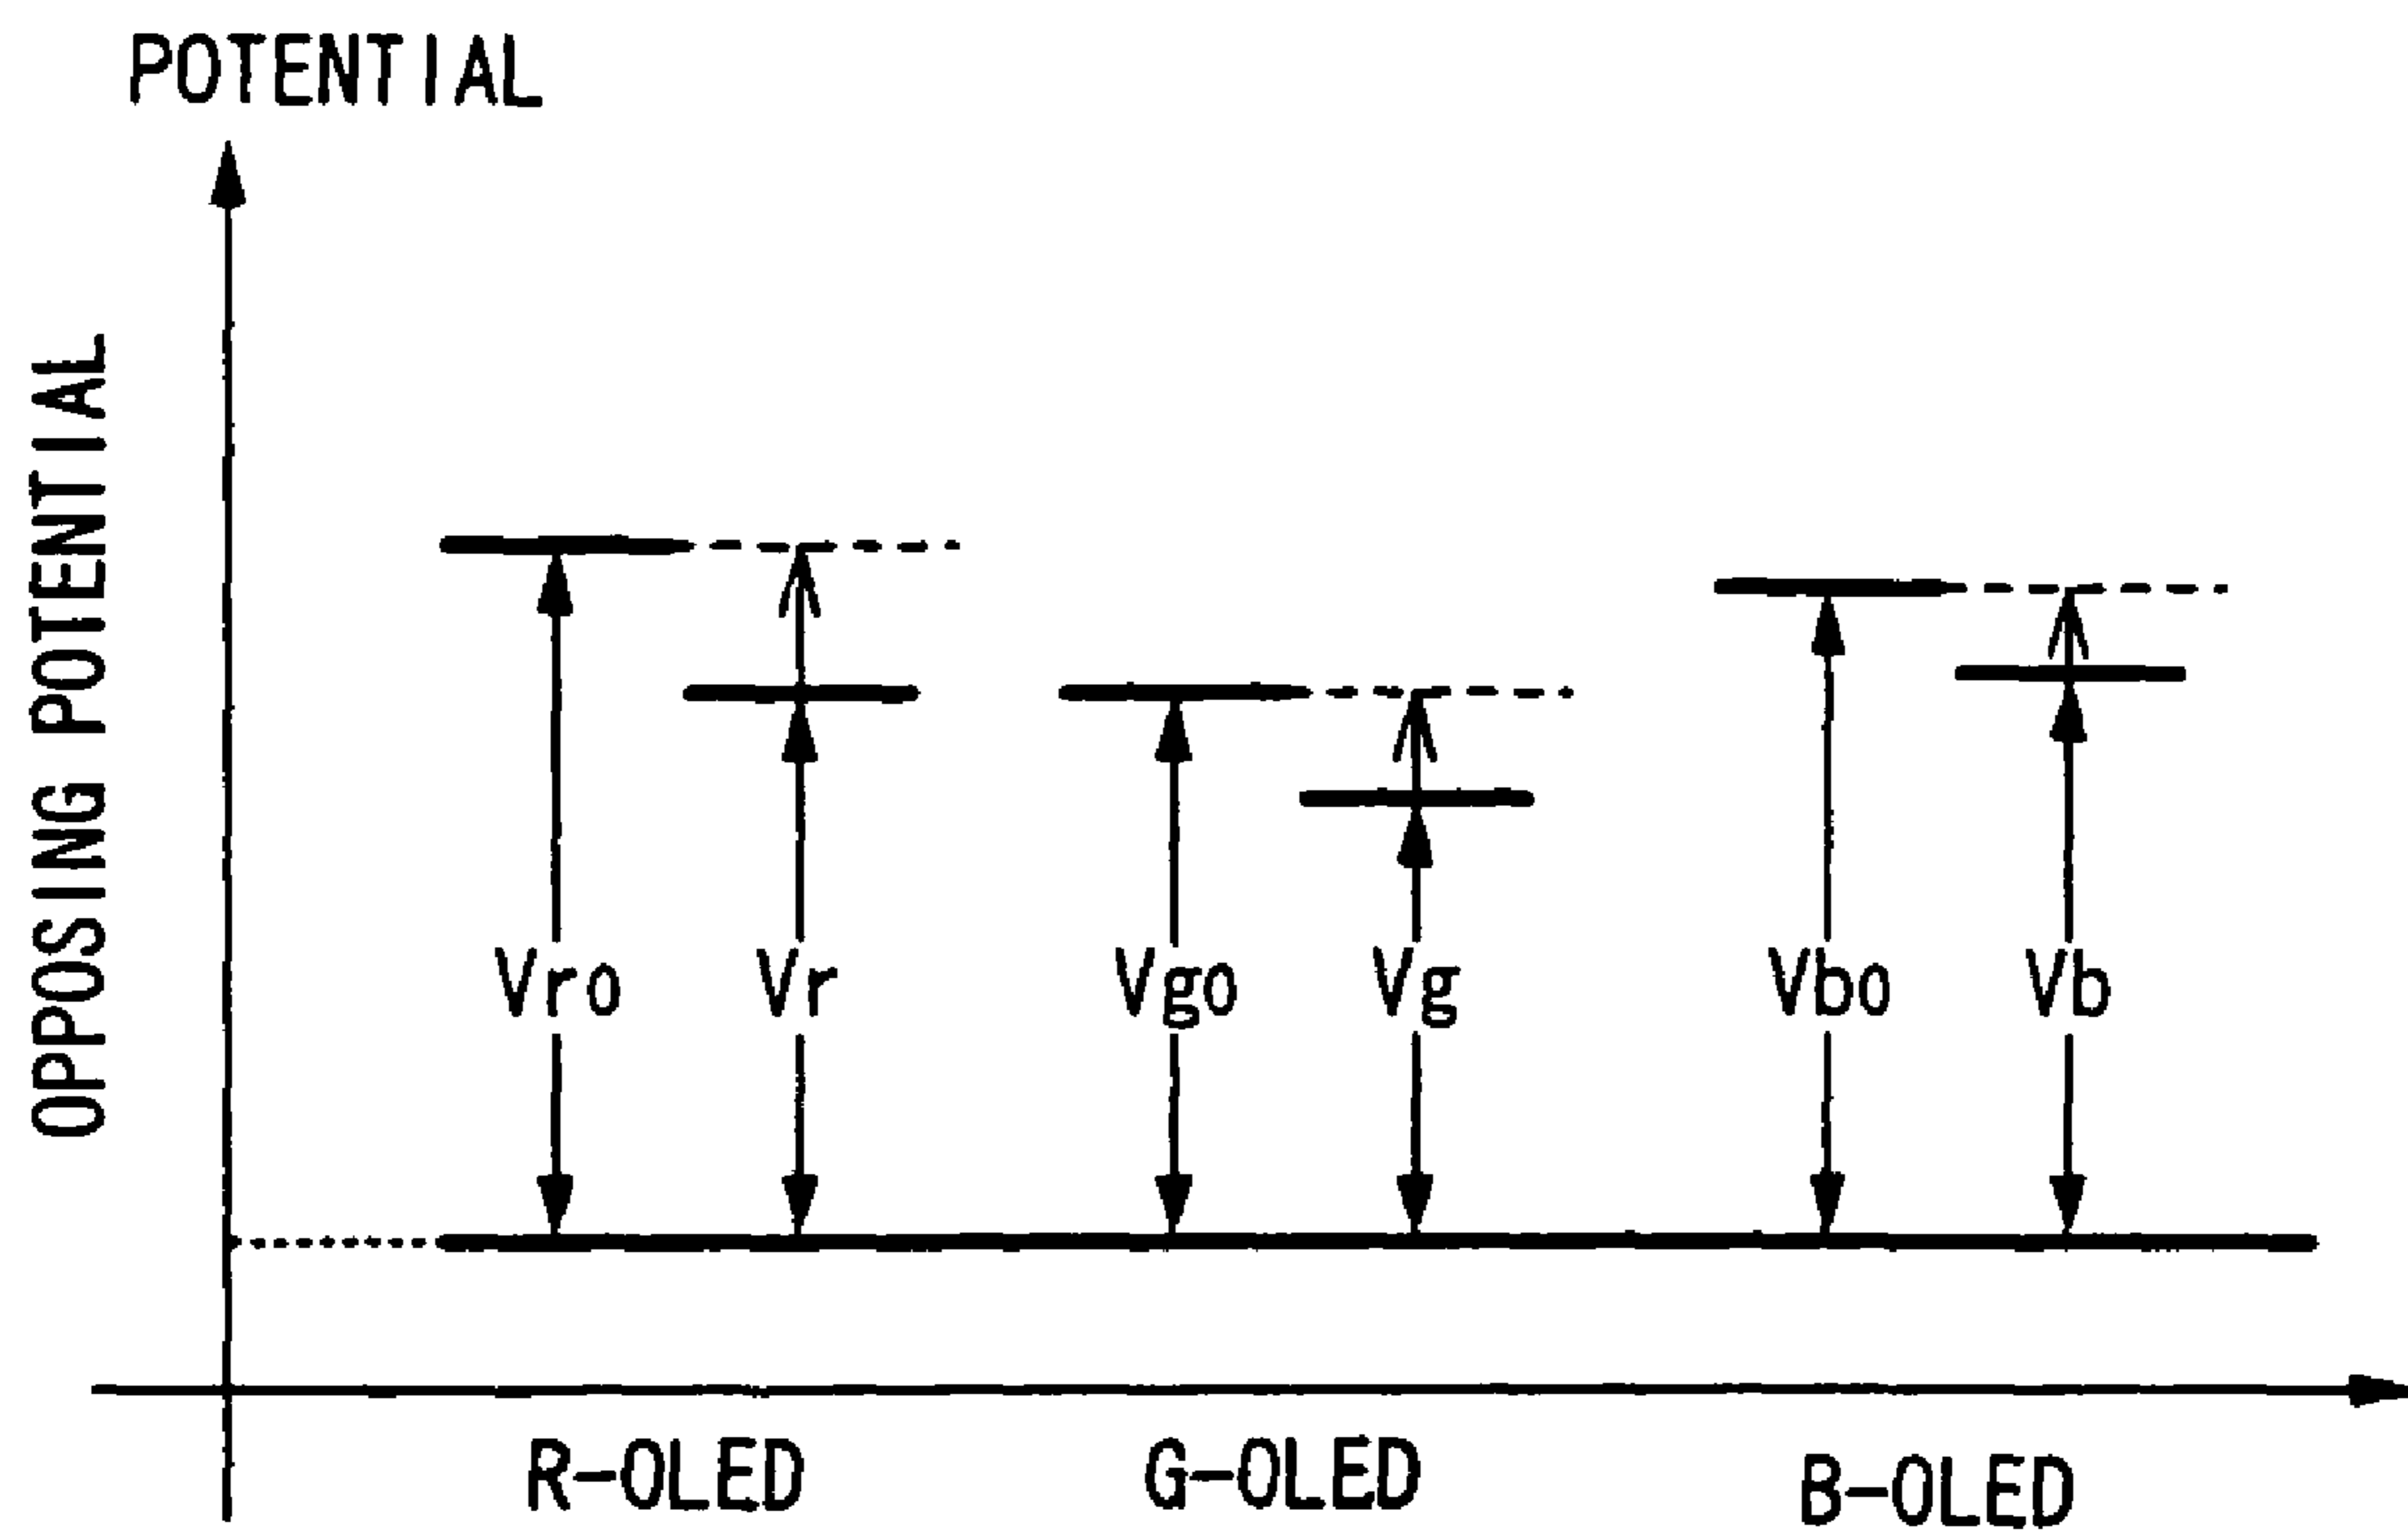 POTENTIAL
OPPOSING POTENTIAL
Vro Vr Vgo Vg Vbo Vb
R-OLED G-OLED B-OLED